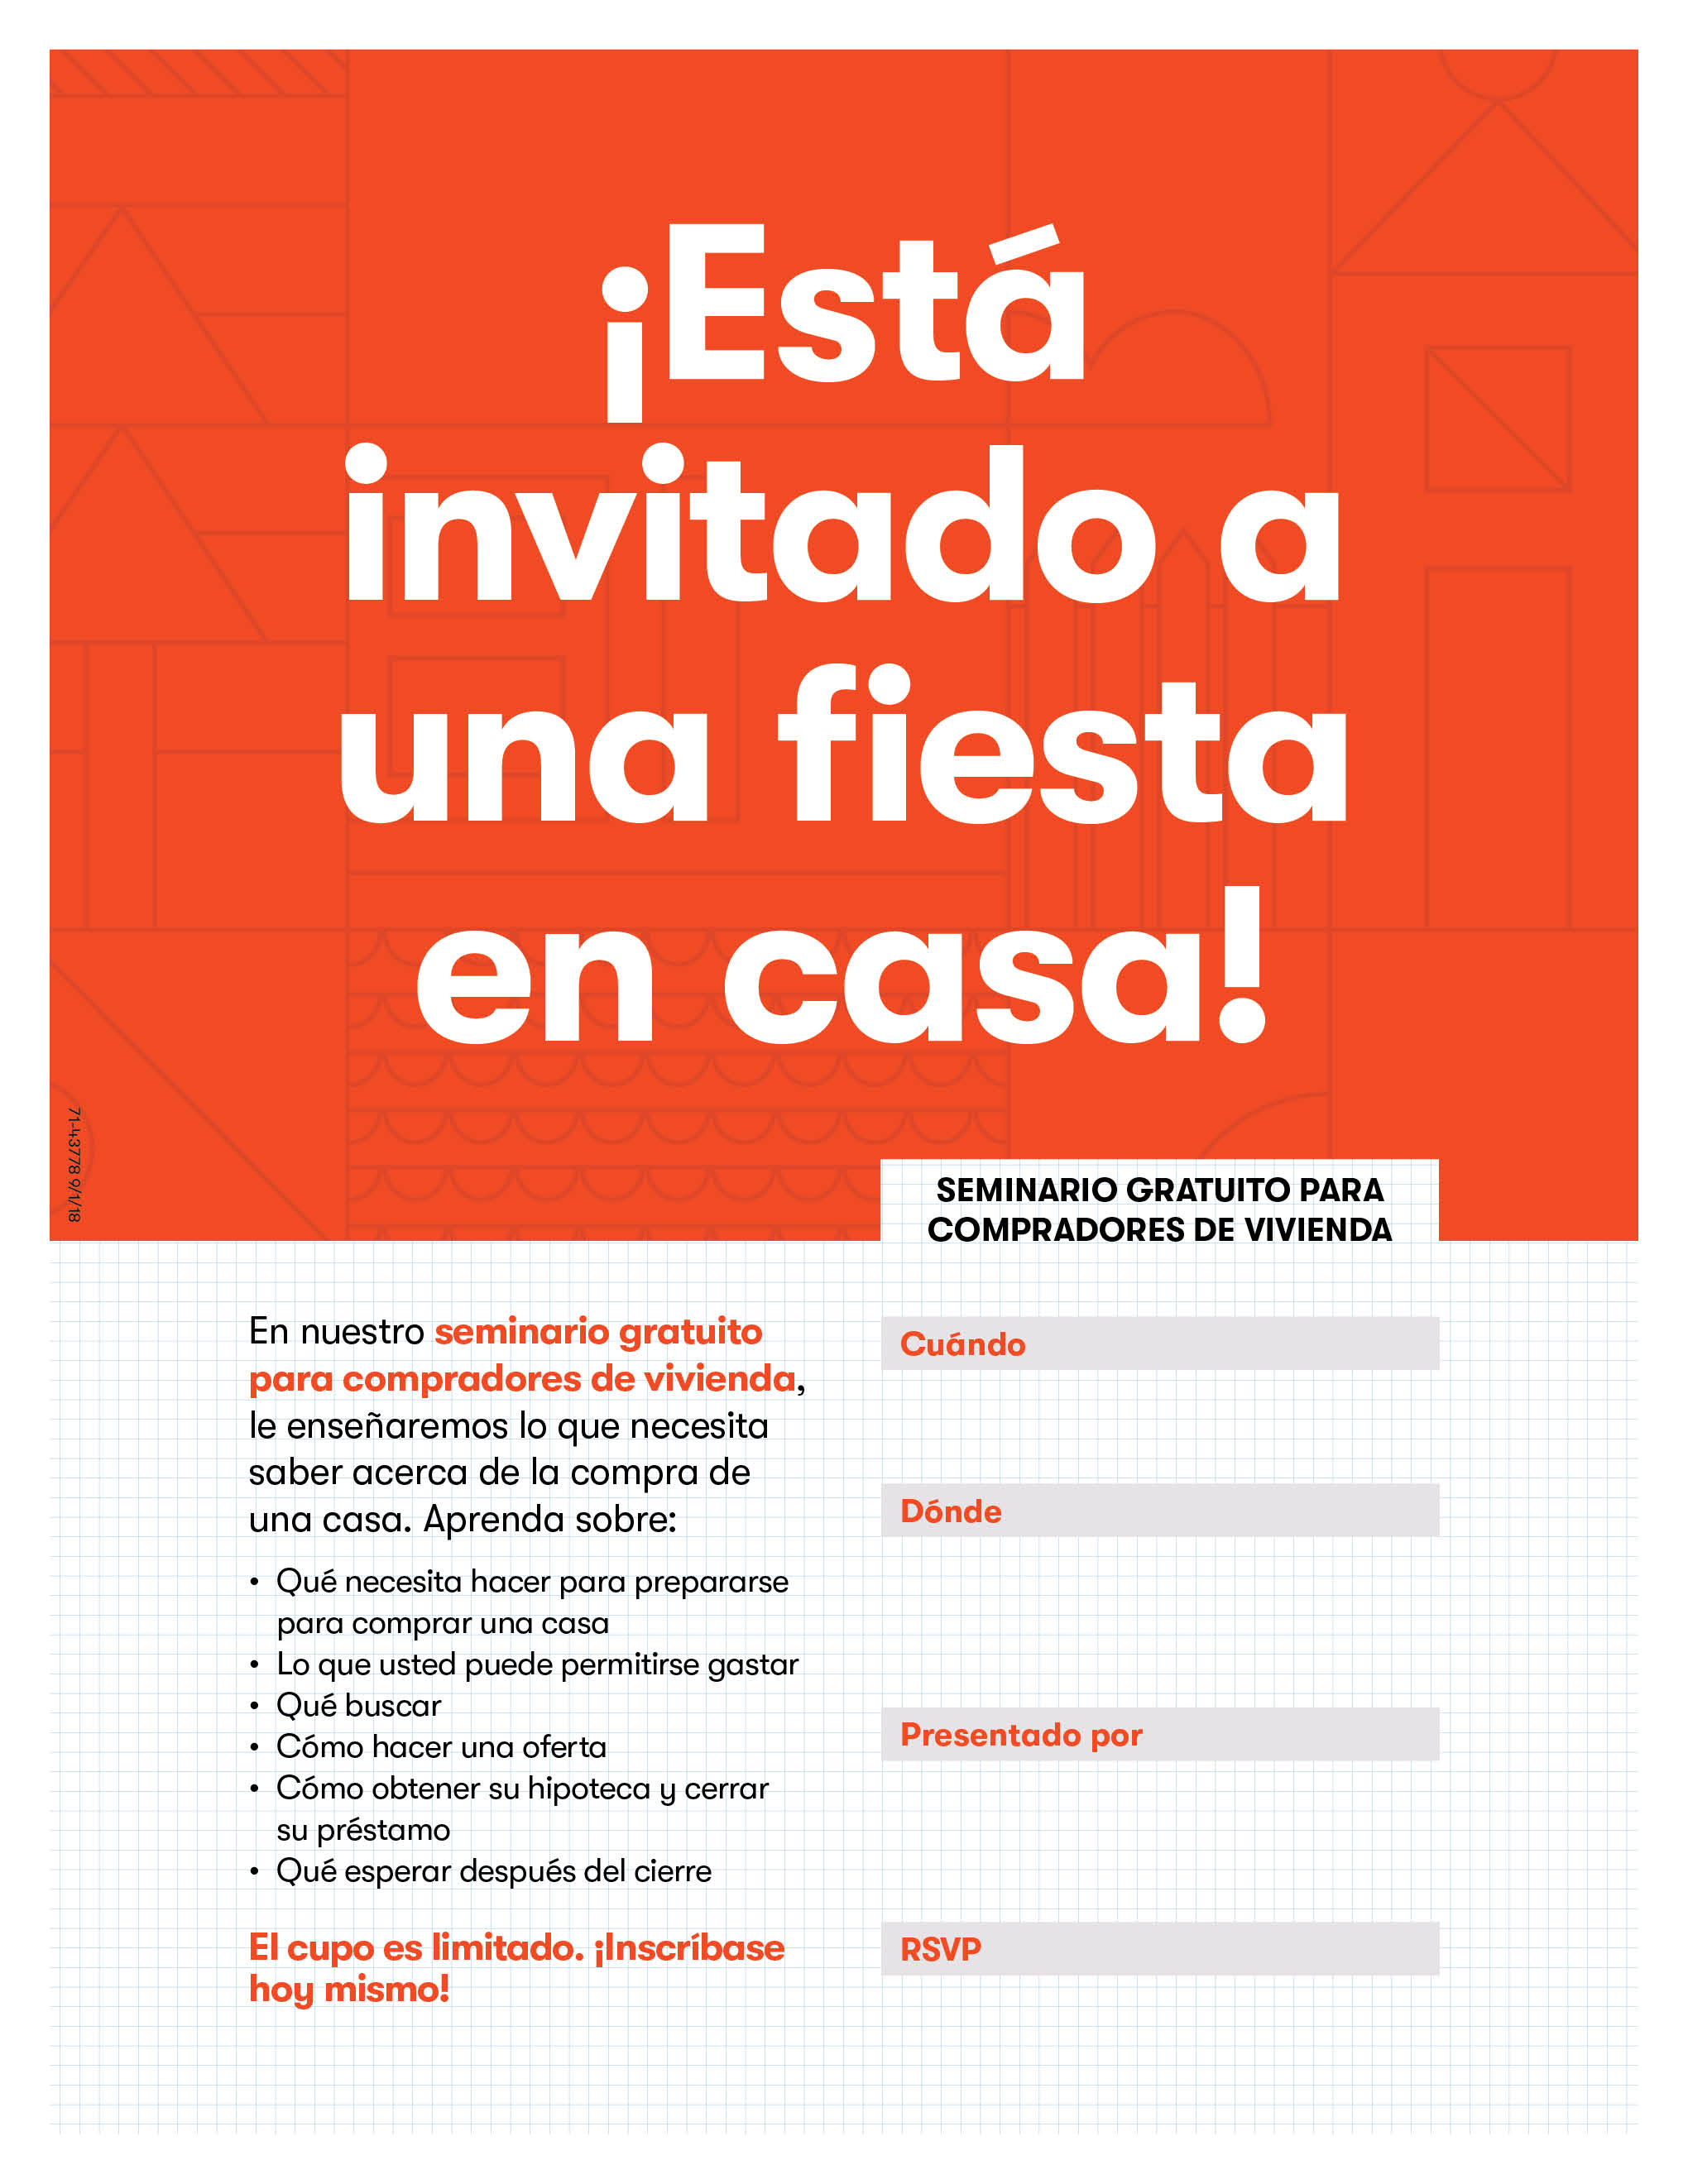 ¡Está
invitado a
una fiesta
en casa!
71-43778 9/1/18
SEMINARIO GRATUITO PARA
COMPRADORES DE VIVIENDA
En nuestro seminario gratuito
para compradores de vivienda,
le enseñaremos lo que necesita
saber acerca de la compra de
una casa. Aprenda sobre:
• Qué necesita hacer para prepararse
para comprar una casa
• Lo que usted puede permitirse gastar
• Qué buscar
• Cómo hacer una oferta
• Cómo obtener su hipoteca y cerrar
su préstamo
• Qué esperar después del cierre
El cupo es limitado. ¡Inscríbase
hoy mismo!
Cuándo
Dónde
Presentado por
RSVP